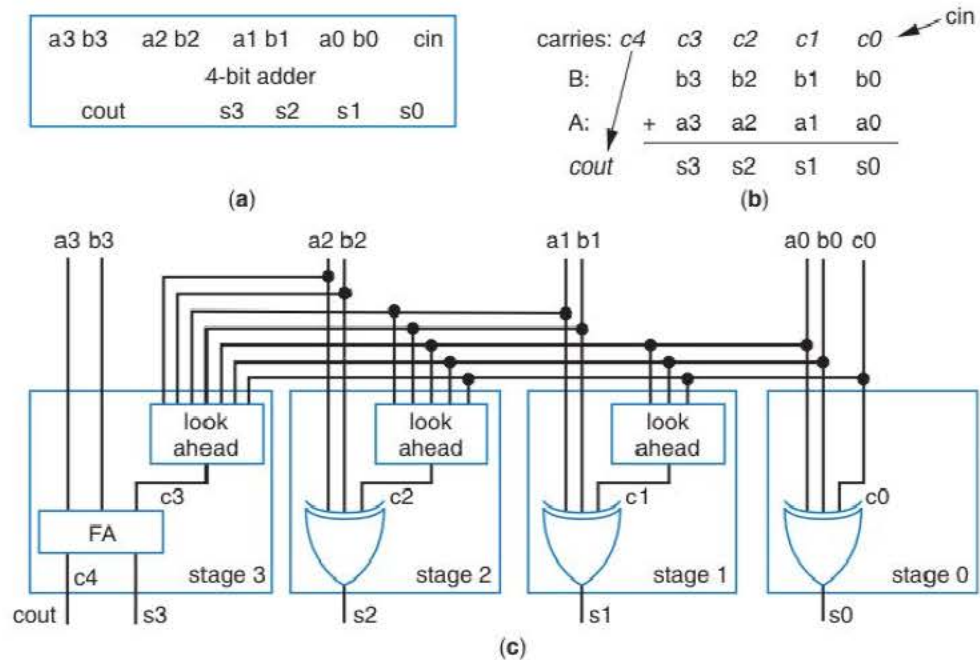 a3 b3 a2 b2 a1 b1 a0 b0 cin
4-bit adder
cout s3 s2 s1 s0
(a)
cin
carries: c4 c3 c2 c1 c0
B: b3 b2 b1 b0
A: + a3 a2 a1 a0
cout s3 s2 s1 s0
(b)
a3 b3 a2 b2 a1 b1 a0 b0 c0
look ahead
look ahead
look ahead
c3 c2 c1 c0
FA
c4 stage 3 stage 2 stage 1 stage 0
cout s3 s2 s1 s0
(c)